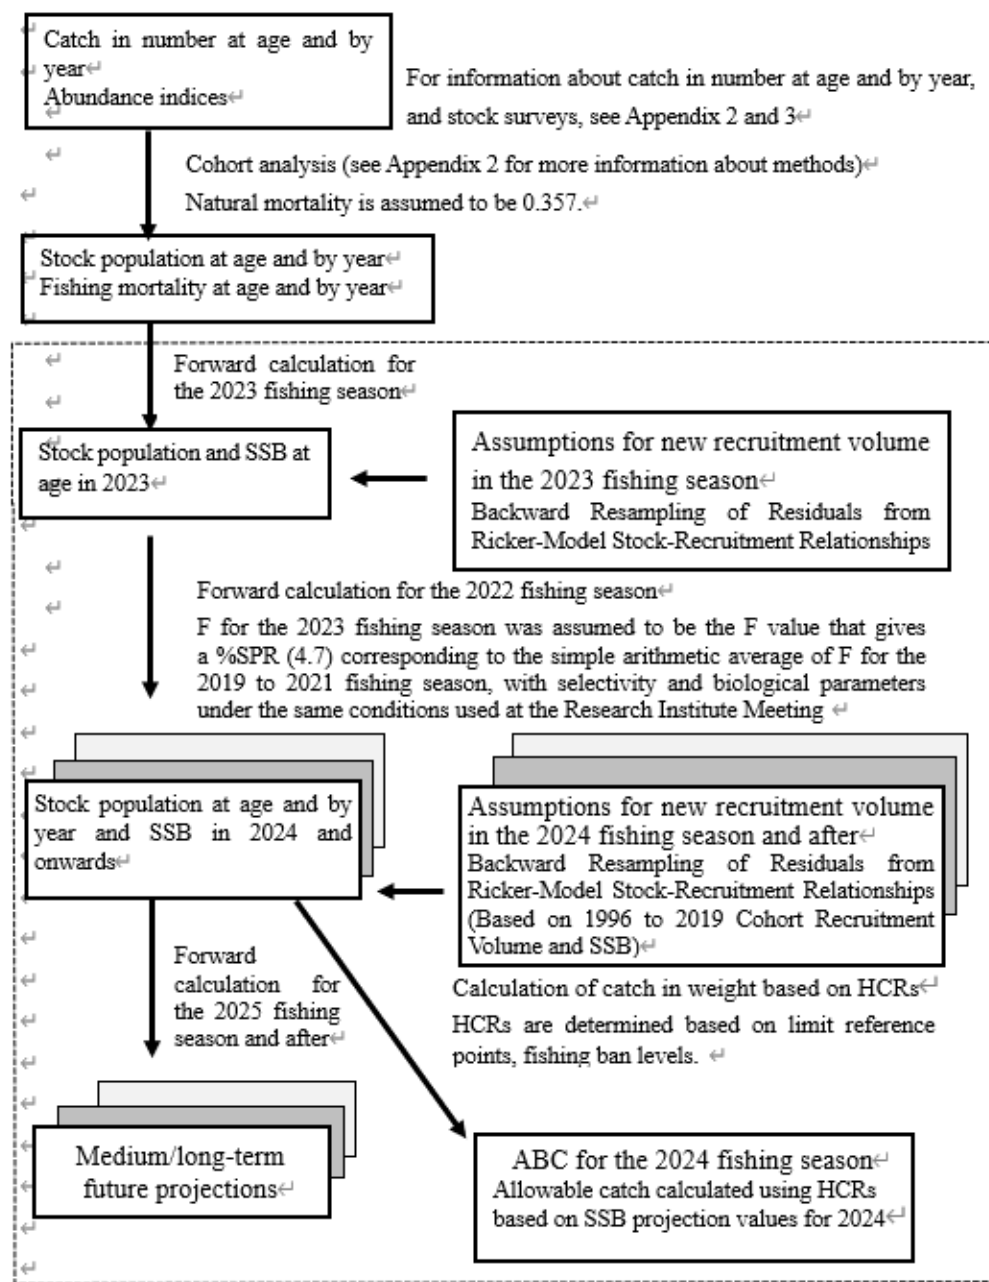 Catch in number at age and by
year↵
Abundance indices↵
For information about catch in number at age and by year,
and stock surveys, see Appendix 2 and 3↵
Cohort analysis (see Appendix 2 for more information about methods)↵
Natural mortality is assumed to be 0.357.↵
Stock population at age and by year↵
Fishing mortality at age and by year↵
Forward calculation for
the 2023 fishing season↵
Stock population and SSB at
age in 2023↵
Assumptions for new recruitment volume
in the 2023 fishing season↵
Backward Resampling of Residuals from
Ricker-Model Stock-Recruitment Relationships
Forward calculation for the 2022 fishing season↵
F for the 2023 fishing season was assumed to be the F value that gives
a %SPR (4.7) corresponding to the simple arithmetic average of F for the
2019 to 2021 fishing season, with selectivity and biological parameters
under the same conditions used at the Research Institute Meeting ↵
Stock population at age and by
year and SSB in 2024 and
onwards↵
Assumptions for new recruitment volume
in the 2024 fishing season and after↵
Backward Resampling of Residuals from
Ricker-Model Stock-Recruitment Relationships
(Based on 1996 to 2019 Cohort Recruitment
Volume and SSB)↵
Forward
calculation for
the 2025 fishing
season and after↵
Calculation of catch in weight based on HCRs↵
HCRs are determined based on limit reference
points, fishing ban levels. ↵
Medium/long-term
future projections↵
ABC for the 2024 fishing season↵
Allowable catch calculated using HCRs
based on SSB projection values for 2024↵